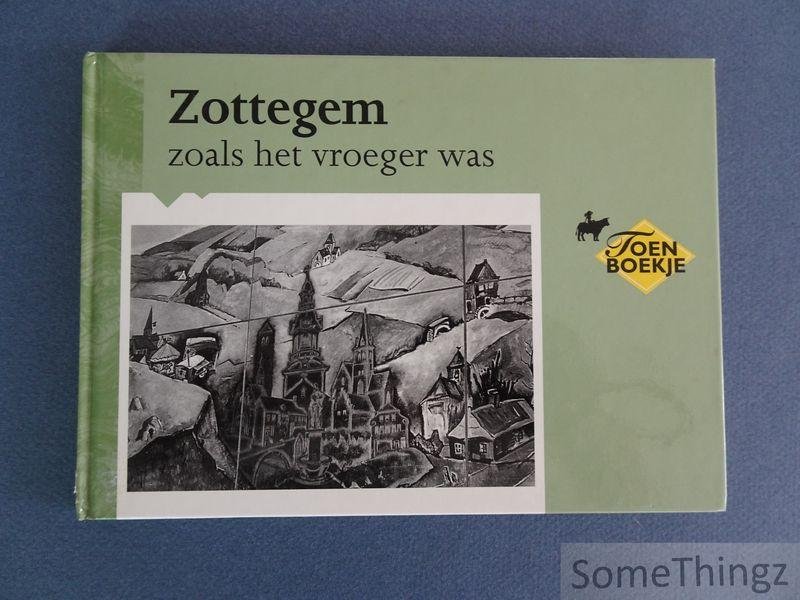 Zottegem
zoals het vroeger was
TOEN
BOEKJE
SomeThingz